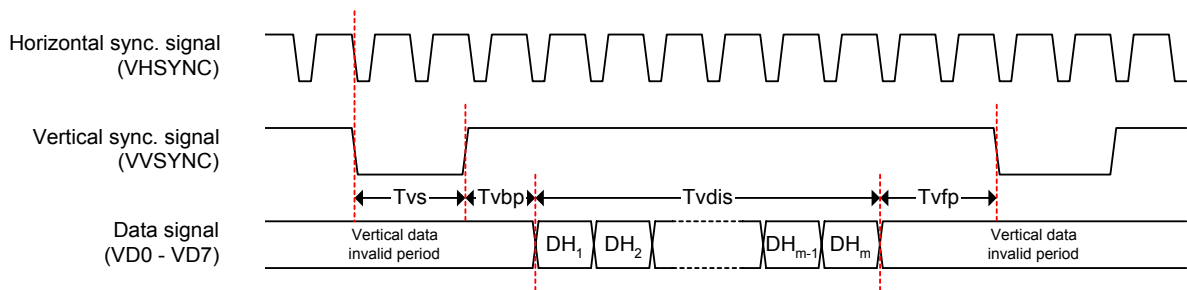 Horizontal sync. signal
(VHSYNC)
Vertical sync. signal
(VVSYNC)
Tvs
Tvbp
Tvdis
Tvfp
Data signal
(VD0 - VD7)
Vertical data
invalid period
DH1
DH2
DHm-1
DHm
Vertical data
invalid period